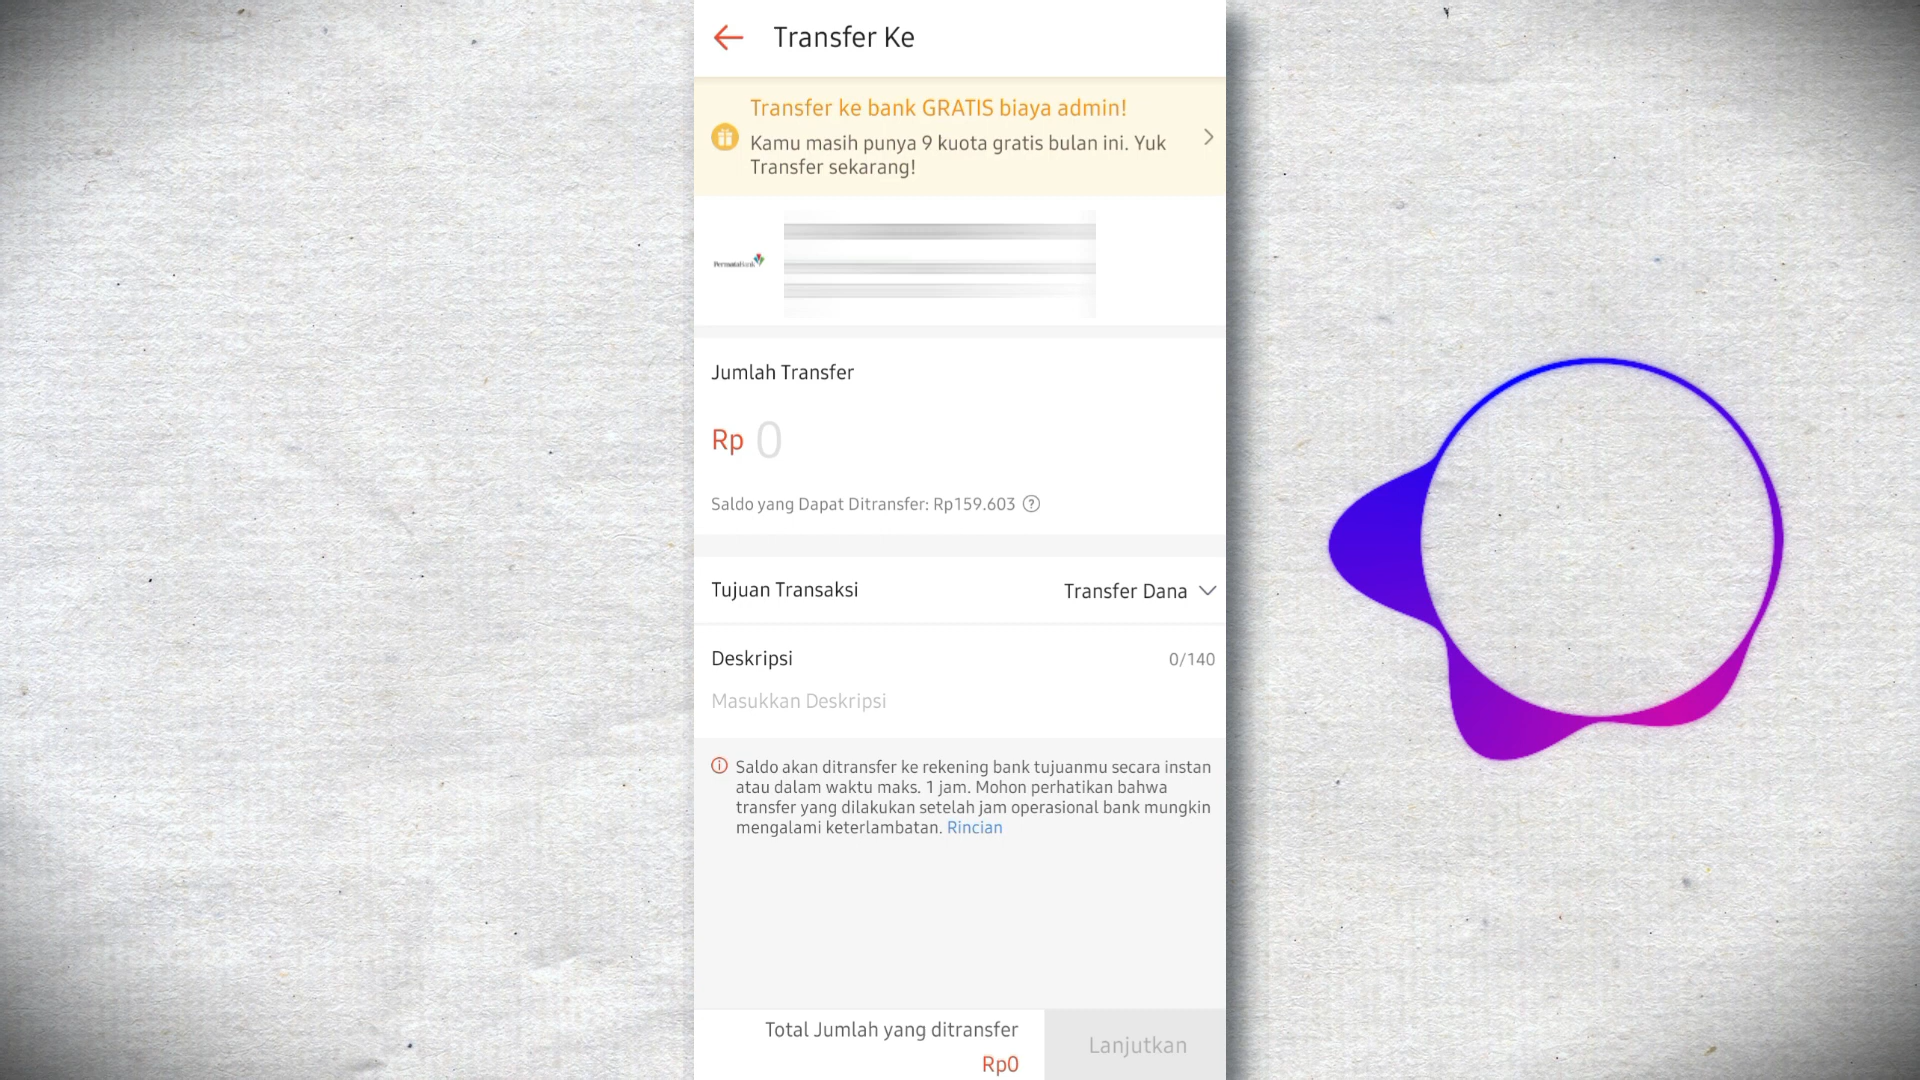 Transfer Ke
Transfer ke bank GRATIS biaya admin!
Kamu masih punya 9 kuota gratis bulan ini. Yuk
Transfer sekarang!
PermataBank
Jumlah Transfer
Rp 0
Saldo yang Dapat Ditransfer: Rp159.603 ?
Tujuan Transaksi
Transfer Dana
Deskripsi
0/140
Masukkan Deskripsi
Saldo akan ditransfer ke rekening bank tujuanmu secara instan
atau dalam waktu maks. 1 jam. Mohon perhatikan bahwa
transfer yang dilakukan setelah jam operasional bank mungkin
mengalami keterlambatan. Rincian
Total Jumlah yang ditransfer
Rp0
Lanjutkan